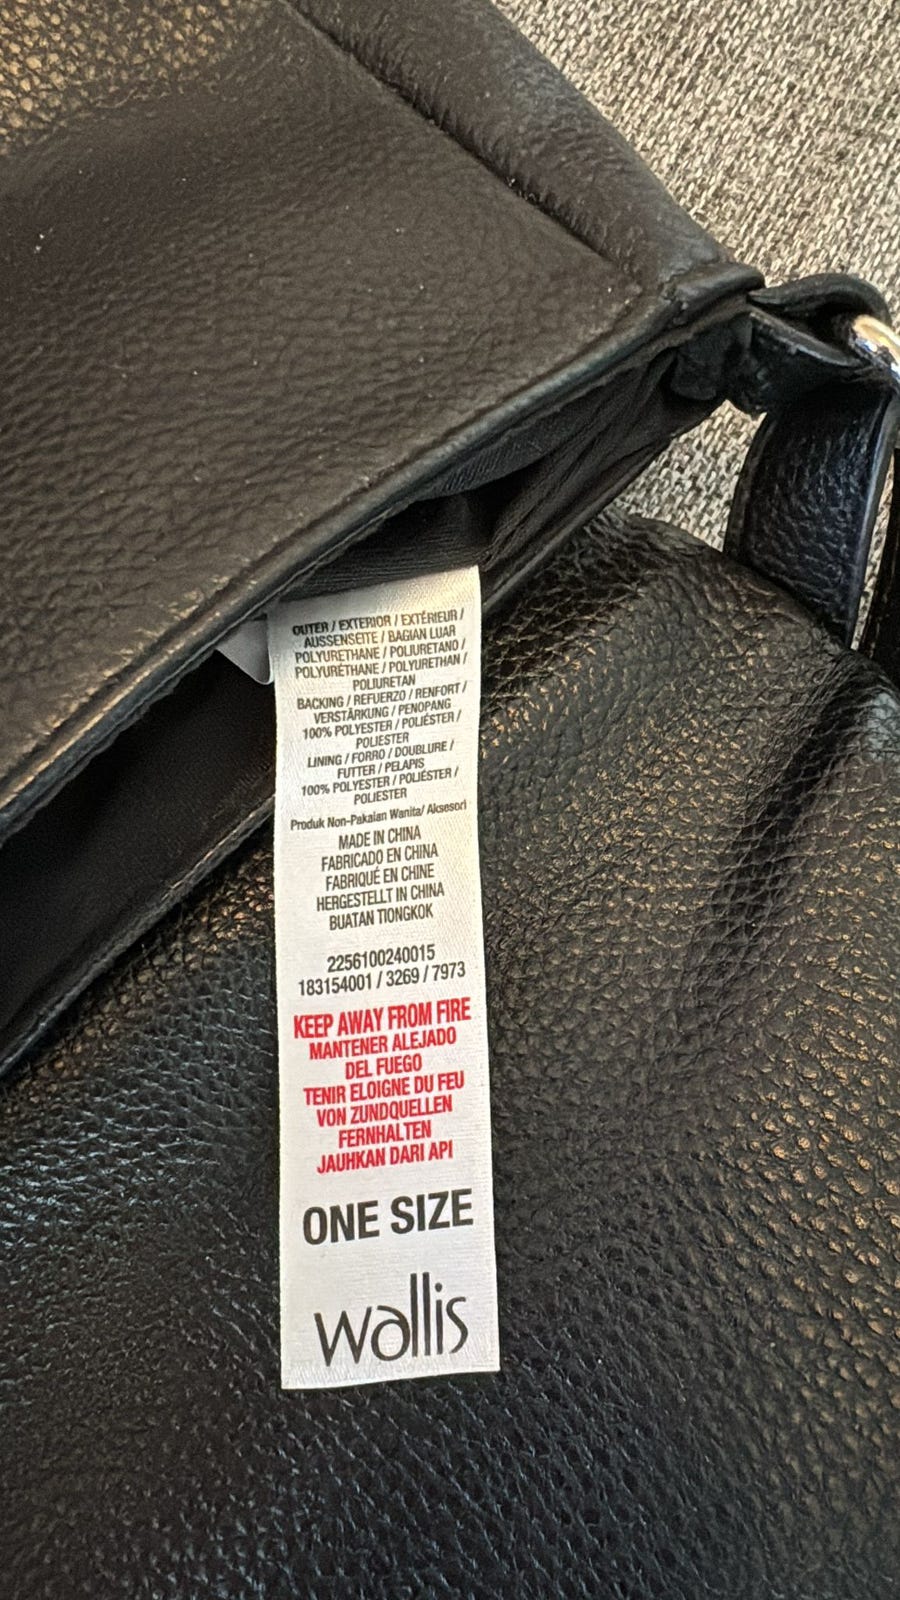 OUTER / EXTERIOR / EXTÉRIEUR /
AUSSENSEITE / BAGIAN LUAR
POLYURETHANE / POLIURETANO /
POLYURÉTHANE / POLYURETHAN /
POLIURETAN
BACKING / REFUERZO / RENFORT /
VERSTÄRKUNG / PENOPANG
100% POLYESTER / POLIÉSTER /
POLIESTER
LINING / FORRO / DOUBLURE /
FUTTER / PELAPIS
100% POLYESTER / POLIÉSTER /
POLIESTER
Produk Non-Pakaian Wanita/ Aksesori
MADE IN CHINA
FABRICADO EN CHINA
FABRIQUÉ EN CHINE
HERGESTELLT IN CHINA
BUATAN TIONGKOK
2256100240015
183154001 / 3269 / 7973
KEEP AWAY FROM FIRE
MANTENER ALEJADO
DEL FUEGO
TENIR ELOIGNE DU FEU
VON ZUNDQUELLEN
FERNHALTEN
JAUHKAN DARI API
ONE SIZE
wallis